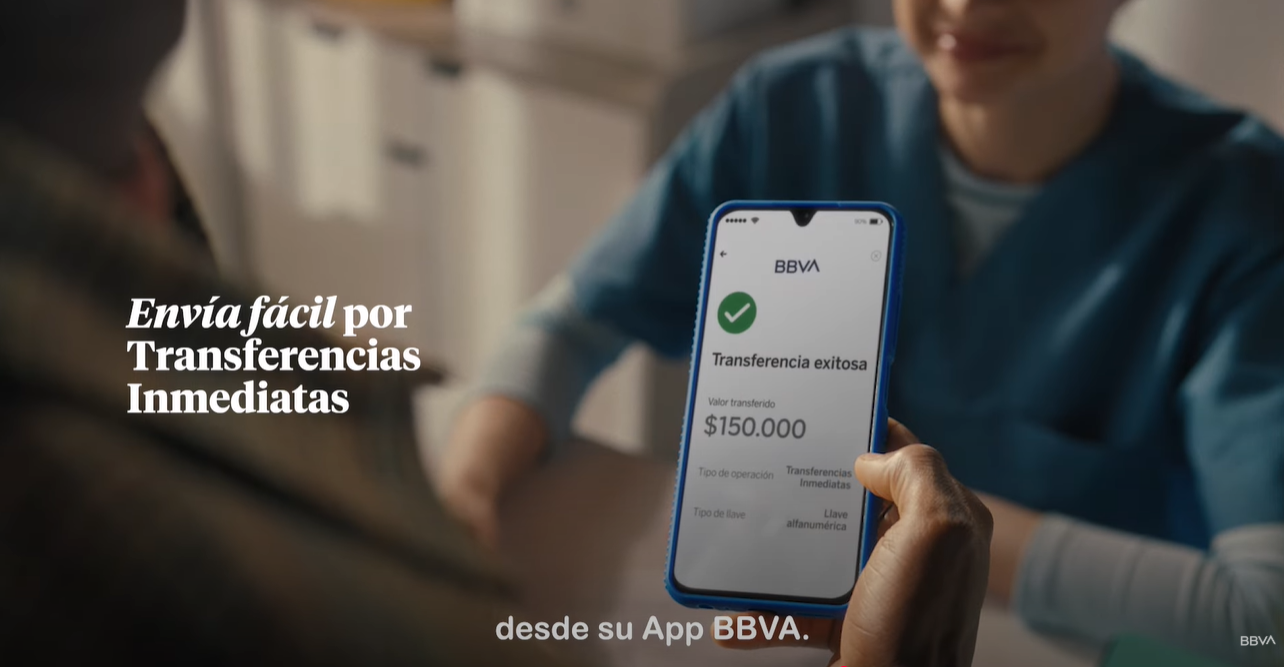 Envía fácil por
Transferencias
Inmediatas
BBVA
Transferencia exitosa
Valor transferido
$150.000
Tipo de operación
Transferencias
Inmediatas
Tipo de llave
Llave
alfanumérica
desde su App BBVA.
BBVA